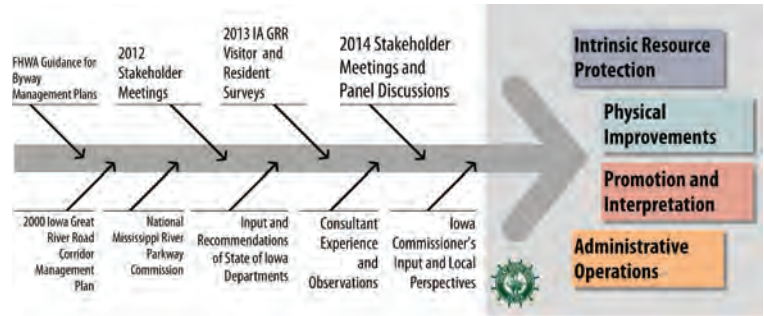 FHWA Guidance for
Byway
Management Plans
2012
Stakeholder
Meetings
2013 IA GRR
Visitor and
Resident
Surveys
2014 Stakeholder
Meetings and
Panel Discussions
2000 Iowa Great
River Road
Corridor
Management
Plan
National
Mississippi River
Parkway
Commission
Input and
Recommendations
of State of Iowa
Departments
Consultant
Experience
and
Observations
Iowa
Commissioner's
Input and Local
Perspectives
Intrinsic Resource
Protection
Physical
Improvements
Promotion and
Interpretation
Administrative
Operations